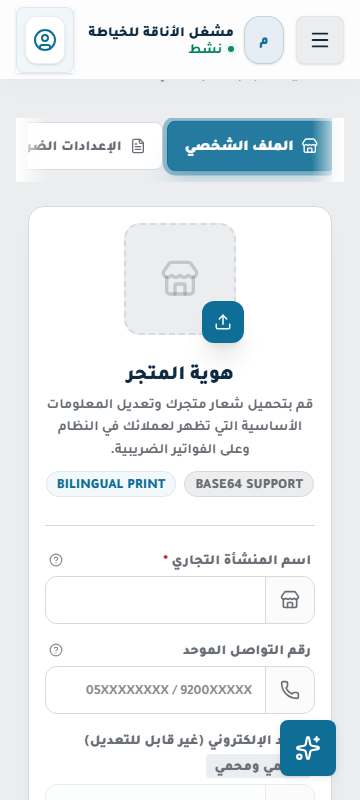 مشغل الأناقة للخياطة
نشط
م
الملف الشخصي
الإعدادات
هوية المتجر
قم بتحميل شعار متجرك وتعديل المعلومات
الأساسية التي تظهر لعملائك في النظام
وعلى الفواتير الضريبية.
BASE64 SUPPORT
BILINGUAL PRINT
اسم المنشأة التجاري *
رقم التواصل الموحد
05XXXXXXXX / 9200XXXXX
الإلكتروني (غير قابل للتعديل)
ومحمي